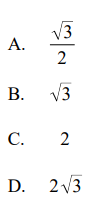 A. √3/2
B. √3
C. 2
D. 2√3